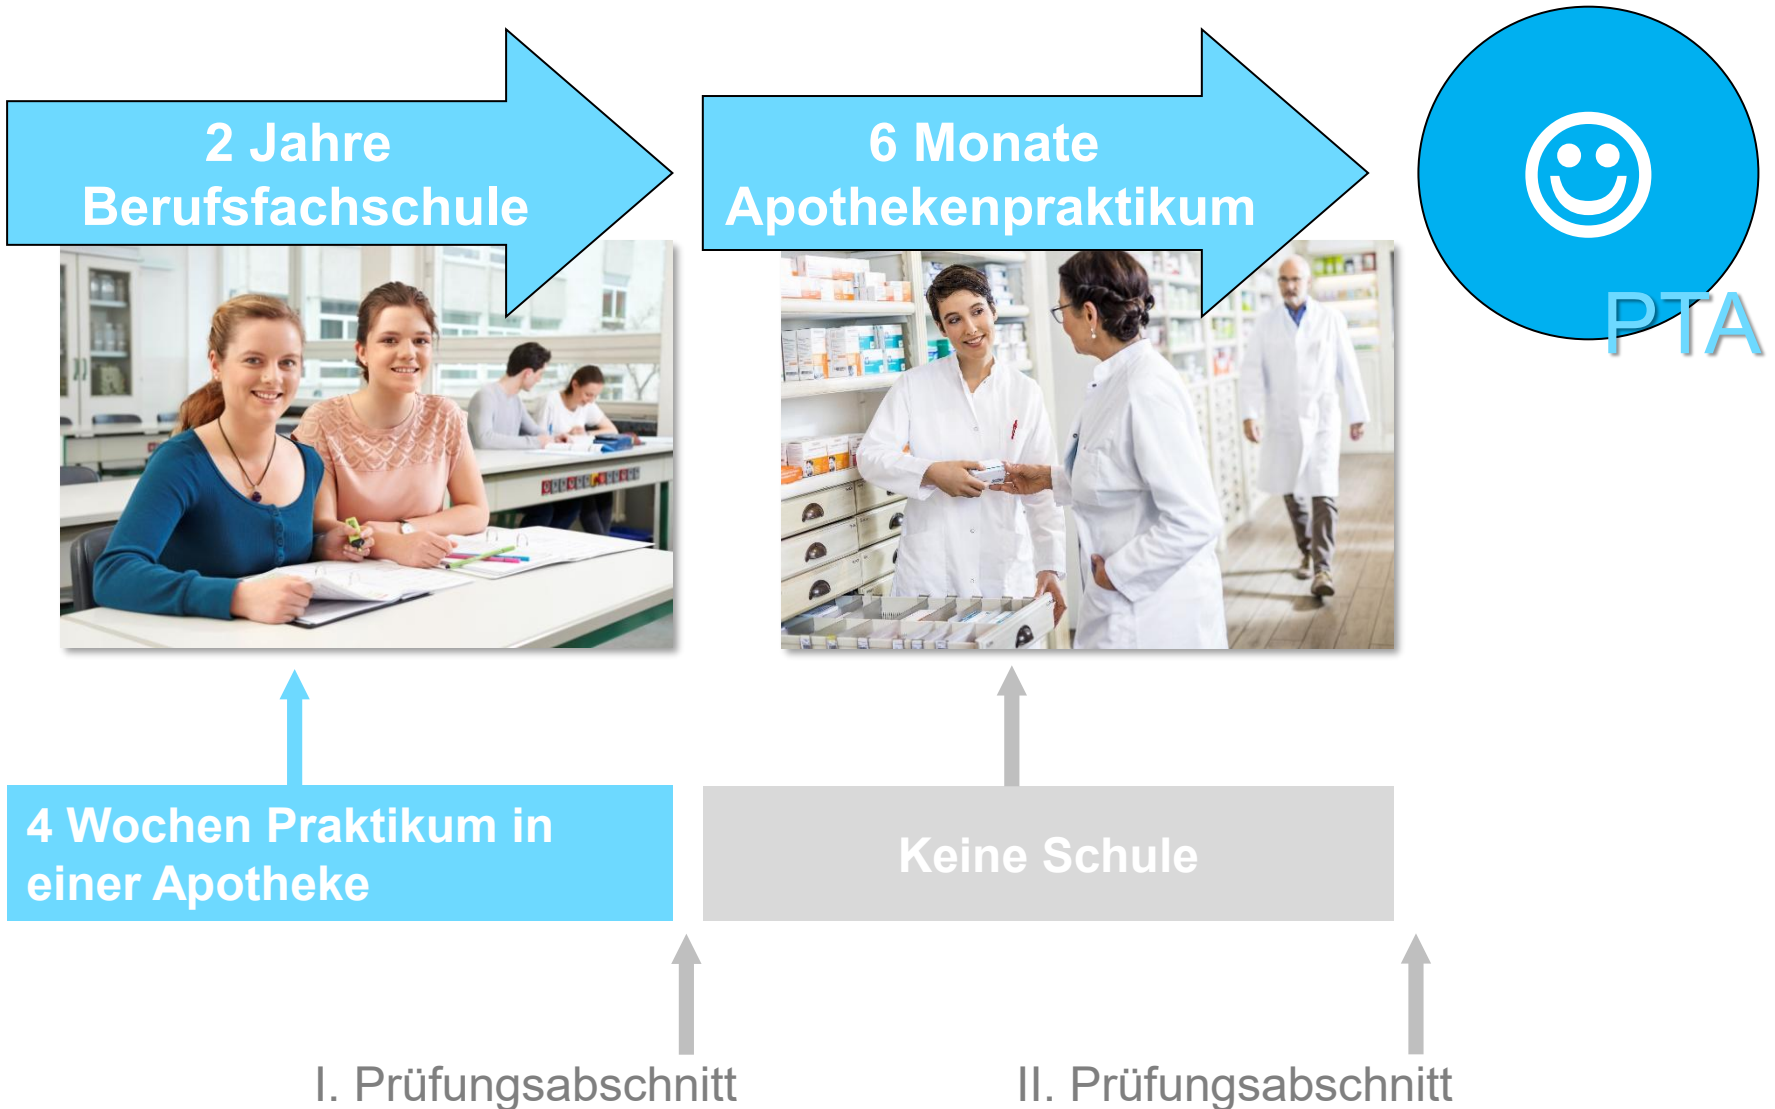 2 Jahre
Berufsfachschule
6 Monate
Apothekenpraktikum
PTA
4 Wochen Praktikum in
einer Apotheke
Keine Schule
I. Prüfungsabschnitt
II. Prüfungsabschnitt